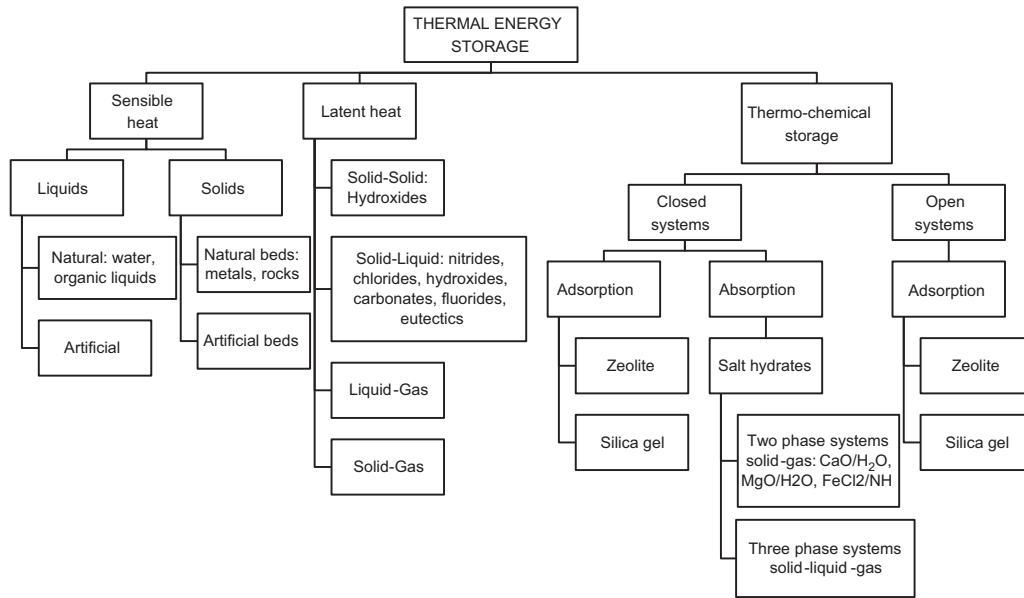 THERMAL ENERGY
STORAGE
Sensible
heat
Liquids
Natural: water,
organic liquids
Artificial
Solids
Natural beds:
metals, rocks
Artificial beds
Latent heat
Solid-Solid:
Hydroxides
Solid-Liquid: nitrides,
chlorides, hydroxides,
carbonates, fluorides,
eutectics
Liquid-Gas
Solid-Gas
Thermo-chemical
storage
Closed
systems
Adsorption
Zeolite
Silica gel
Absorption
Salt hydrates
Two phase systems
solid-gas: CaO/H₂O,
MgO/H2O, FeCl2/NH
Three phase systems
solid-liquid-gas
Open
systems
Adsorption
Zeolite
Silica gel